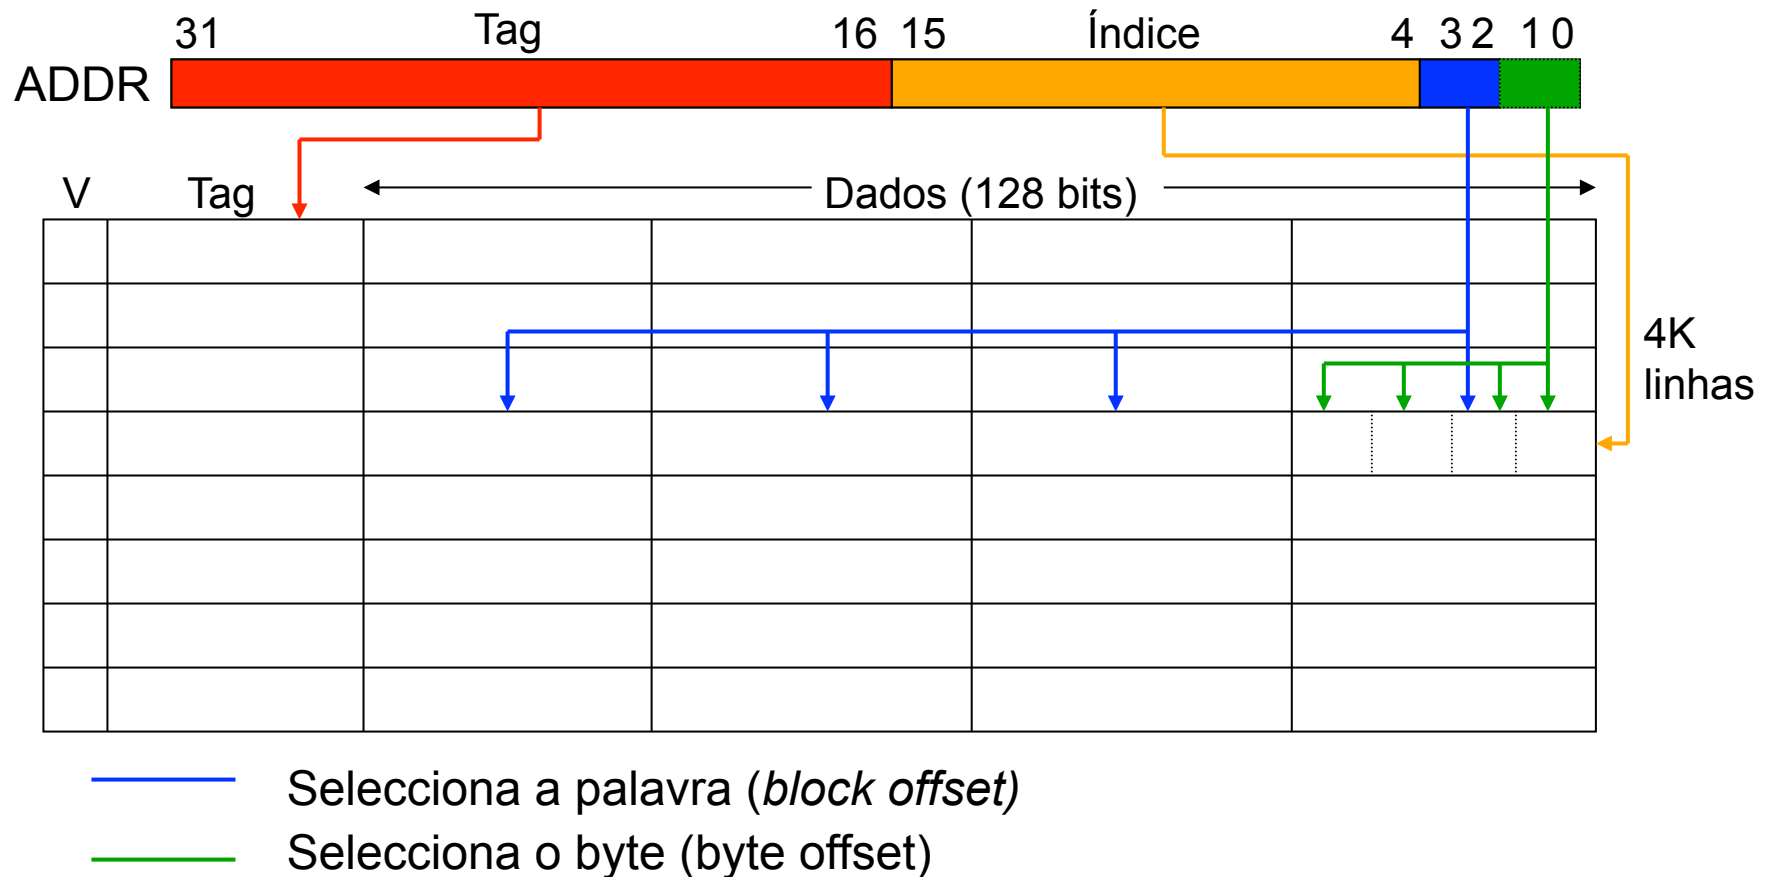 31 Tag 16 15 Índice 4 3 2 1 0
ADDR
V Tag Dados (128 bits)
4K
linhas
Selecciona a palavra (block offset)
Selecciona o byte (byte offset)